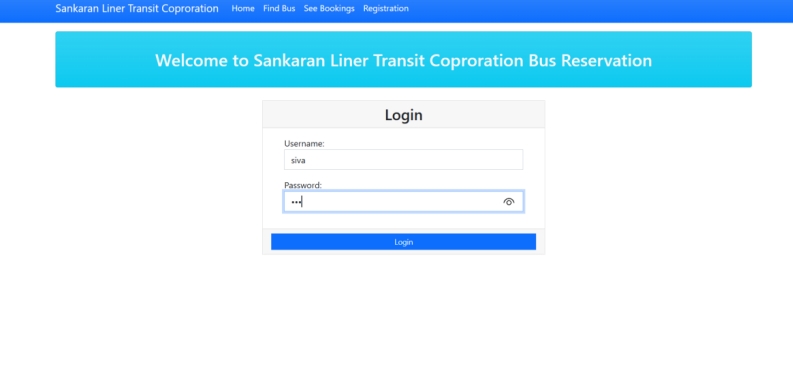 Sankaran Liner Transit Coproration Home Find Bus See Bookings Registration
Welcome to Sankaran Liner Transit Coproration Bus Reservation
Login
Username:
siva
Password:
•••
Login